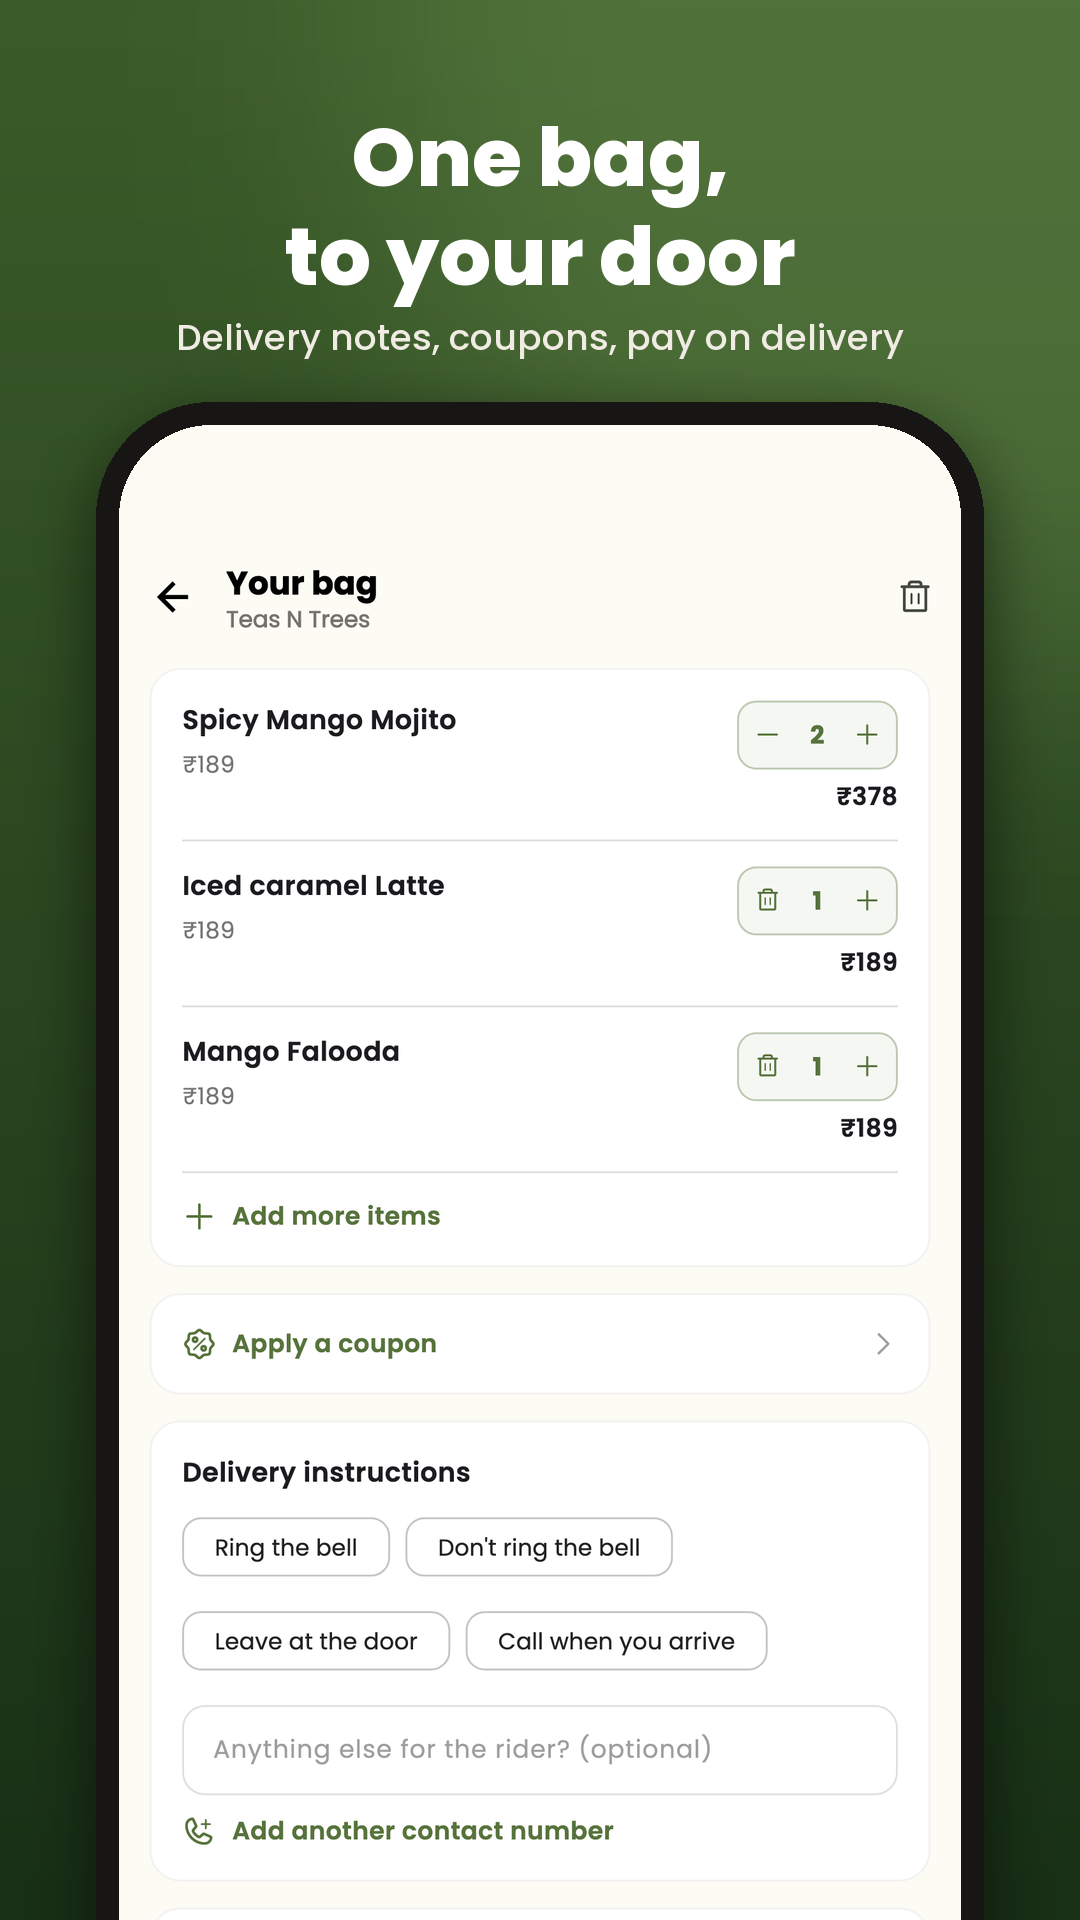 One bag,
to your door
Delivery notes, coupons, pay on delivery
Your bag
Teas N Trees
Spicy Mango Mojito
2
₹189
₹378
Iced caramel Latte
1
₹189
₹189
Mango Falooda
1
₹189
₹189
Add more items
Apply a coupon
Delivery instructions
Ring the bell
Don't ring the bell
Leave at the door
Call when you arrive
Anything else for the rider? (optional)
Add another contact number